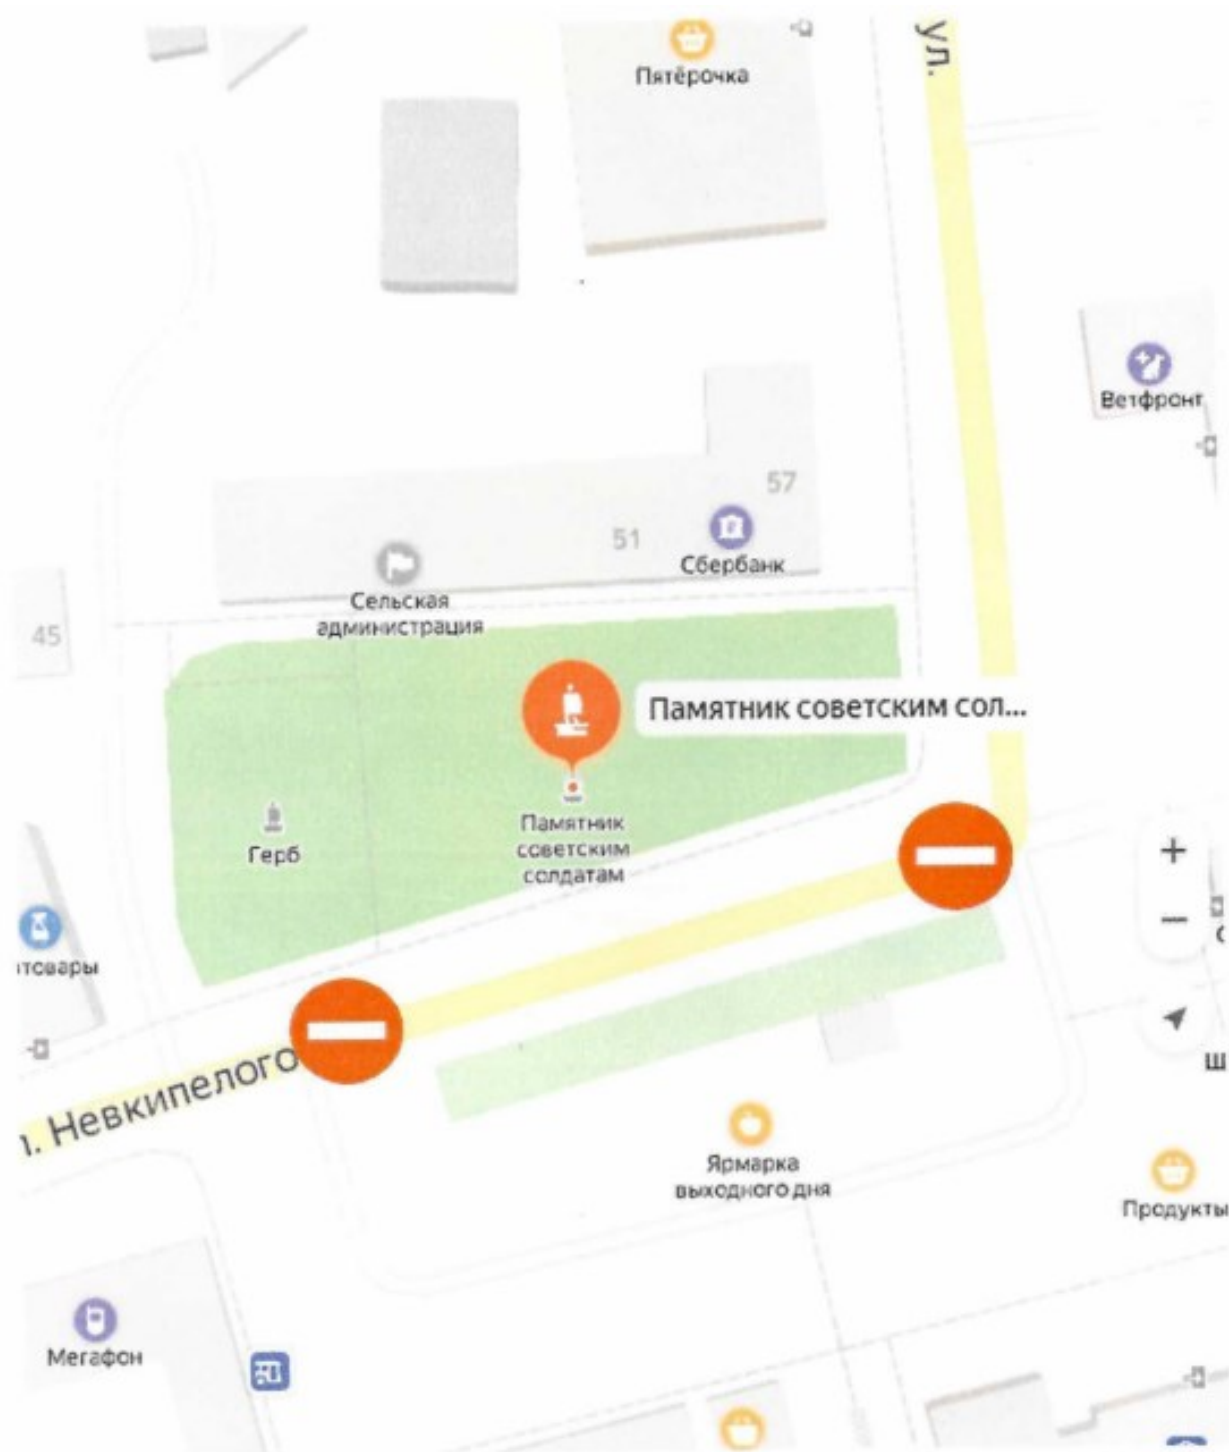 Пятёрочка
ул.
Ветфронт
57
51
Сбербанк
Сельская
администрация
45
Памятник советским сол...
Памятник
советским
солдатам
Герб
товары
. Невкипелого
Ярмарка
выходного дня
Продукты
Мегафон